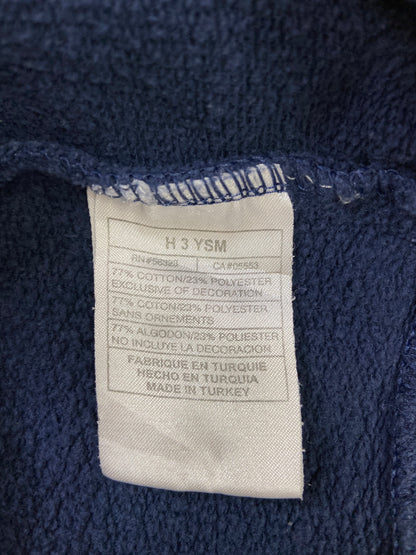 H 3 YSM
RN#56323 CA#05553
77% COTTON/23% POLYESTER
EXCLUSIVE OF DECORATION
77% COTON/23% POLYESTER
SANS ORNEMENTS
77% ALGODON/23% POLIESTER
NO INCLUYE LA DECORACION
FABRIQUE EN TURQUIE
HECHO EN TURQUIA
MADE IN TURKEY